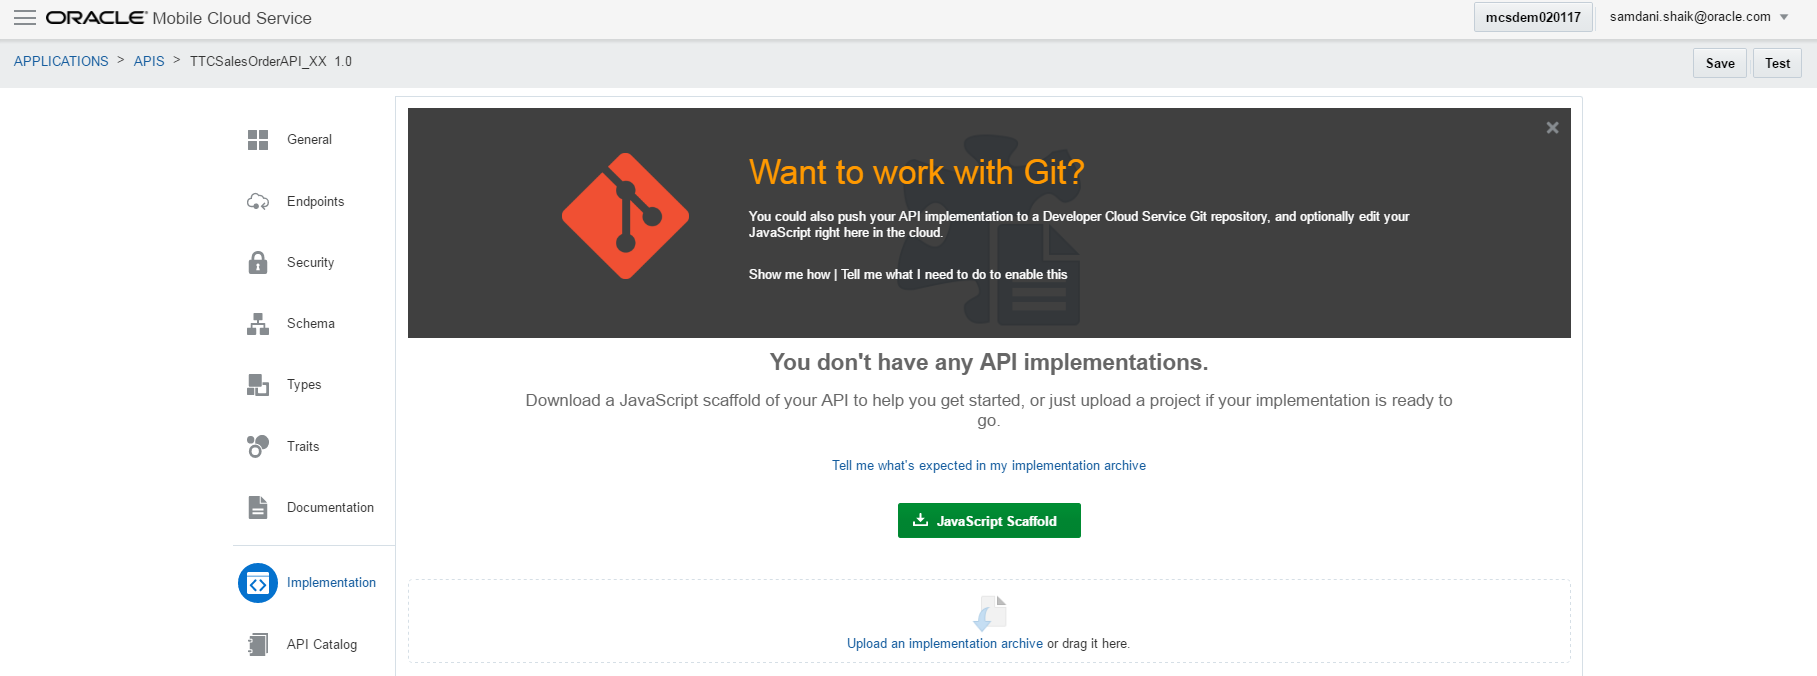 ORACLE Mobile Cloud Service
mcsdem020117
samdani.shaik@oracle.com
APPLICATIONS > APIS > TTCSalesOrderAPI_XX 1.0
Save
Test
General
Endpoints
Security
Schema
Types
Traits
Documentation
Implementation
API Catalog
Want to work with Git?
You could also push your API implementation to a Developer Cloud Service Git repository, and optionally edit your
JavaScript right here in the cloud.
Show me how | Tell me what I need to do to enable this
You don't have any API implementations.
Download a JavaScript scaffold of your API to help you get started, or just upload a project if your implementation is ready to
go.
Tell me what's expected in my implementation archive
JavaScript Scaffold
Upload an implementation archive or drag it here.